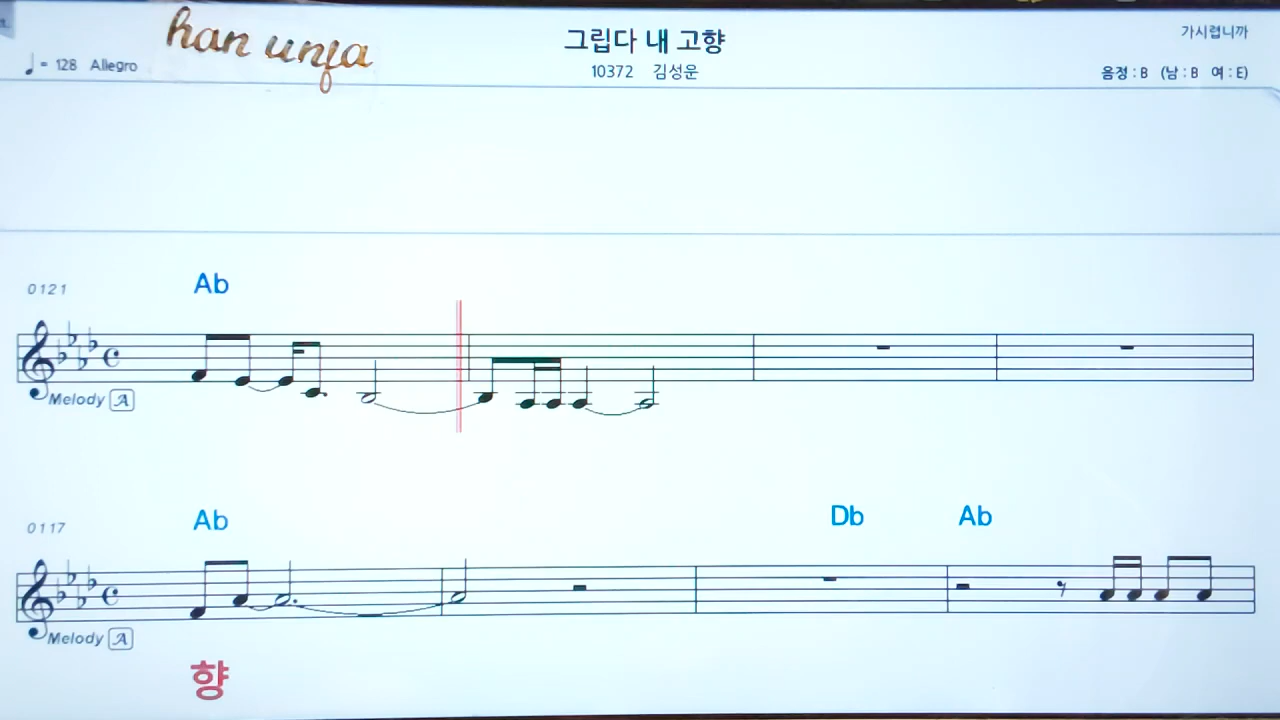 han unja
그립다 내 고향
가시렵니까
♩ = 128 Allegro
10372 김성운
음정 : B (남 : B 여 : E)
0121
Ab
Melody A
0117
Ab
Db
Ab
Melody A
향